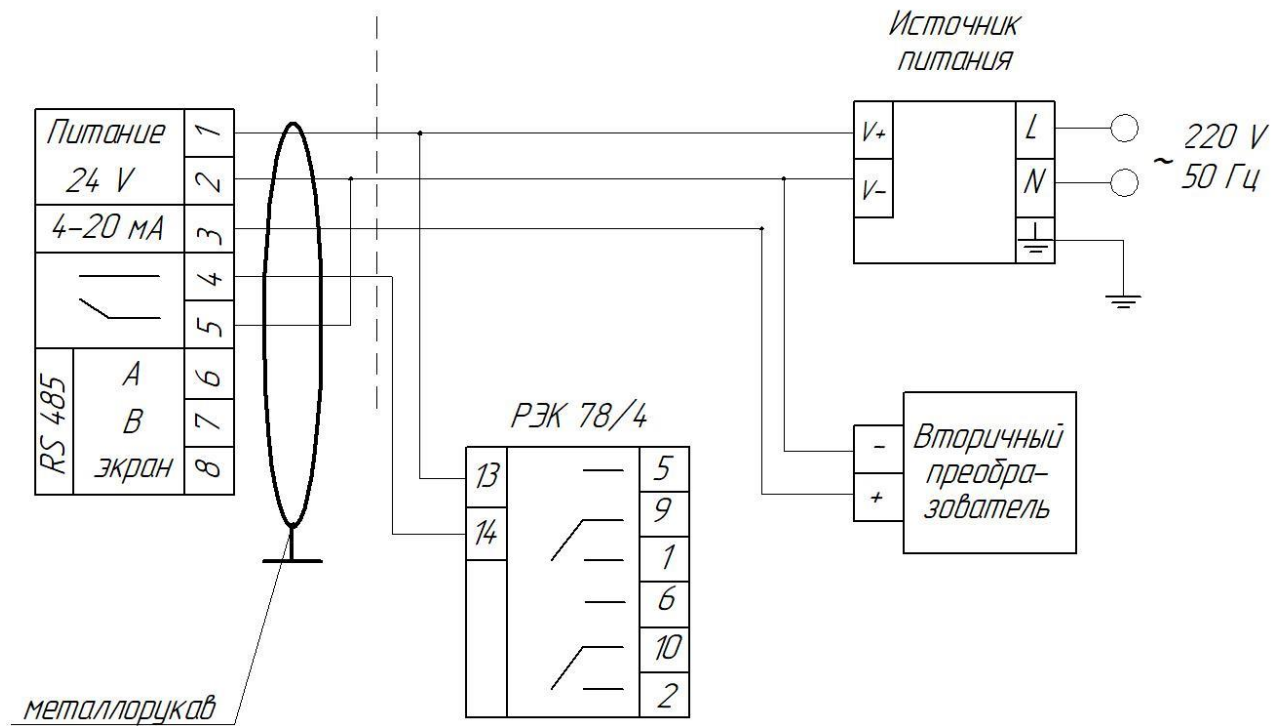 Источник
питания
Питание
24 V
4-20 мА
1
2
3
4
5
6
7
8
RS 485
А
В
экран
V+
V-
L
N
~ 220 V
50 Гц
РЭК 78/4
13
14
5
9
1
6
10
2
-
+
Вторичный
преобра-
зователь
металлорукав